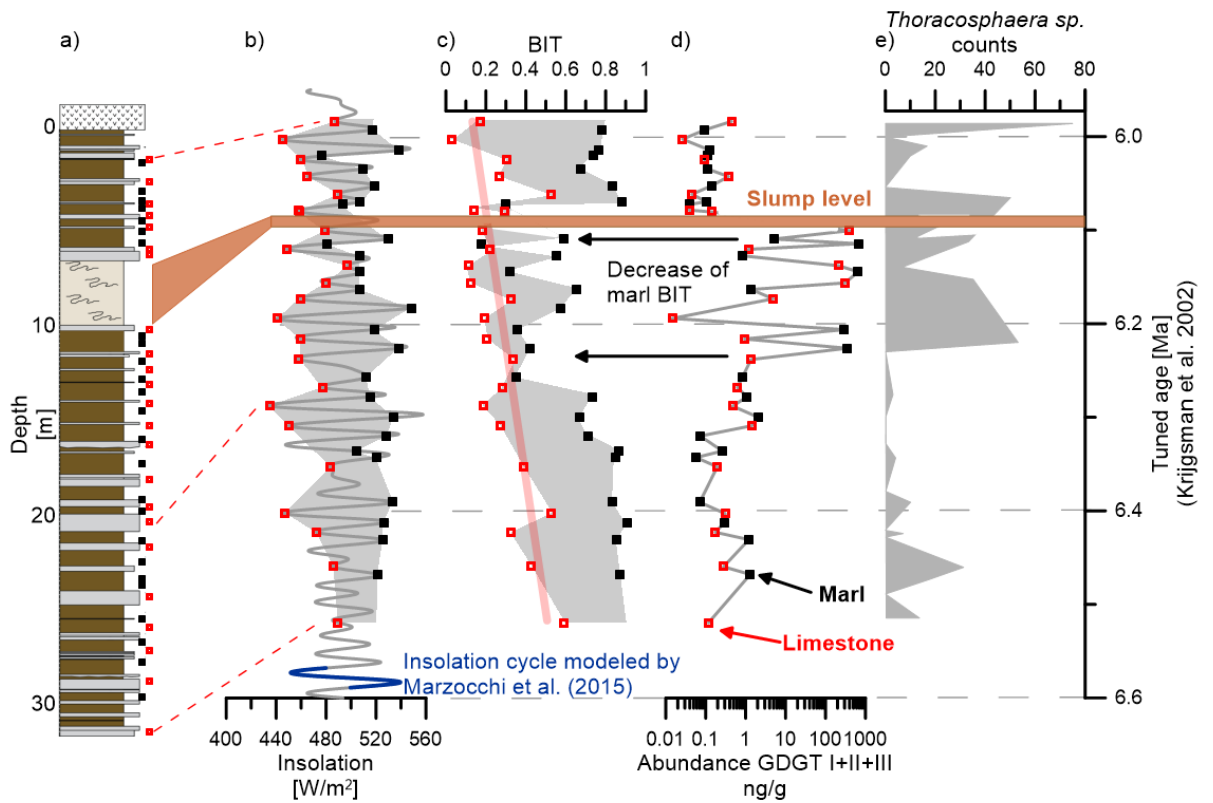 a)
b)
c)
d)
e)
BIT
0 0.2 0.4 0.6 0.8 1
Thoracosphaera sp.
counts
0 20 40 60 80
0
10
20
30
Depth
[m]
Slump level
Decrease of
marl BIT
Marl
Limestone
Insolation cycle modeled by
Marzocchi et al. (2015)
6.0
6.2
6.4
6.6
Tuned age [Ma]
(Krijgsman et al. 2002)
400 440 480 520 560
Insolation
[W/m²]
0.01 0.1 1 10 100 1000
Abundance GDGT I+II+III
ng/g